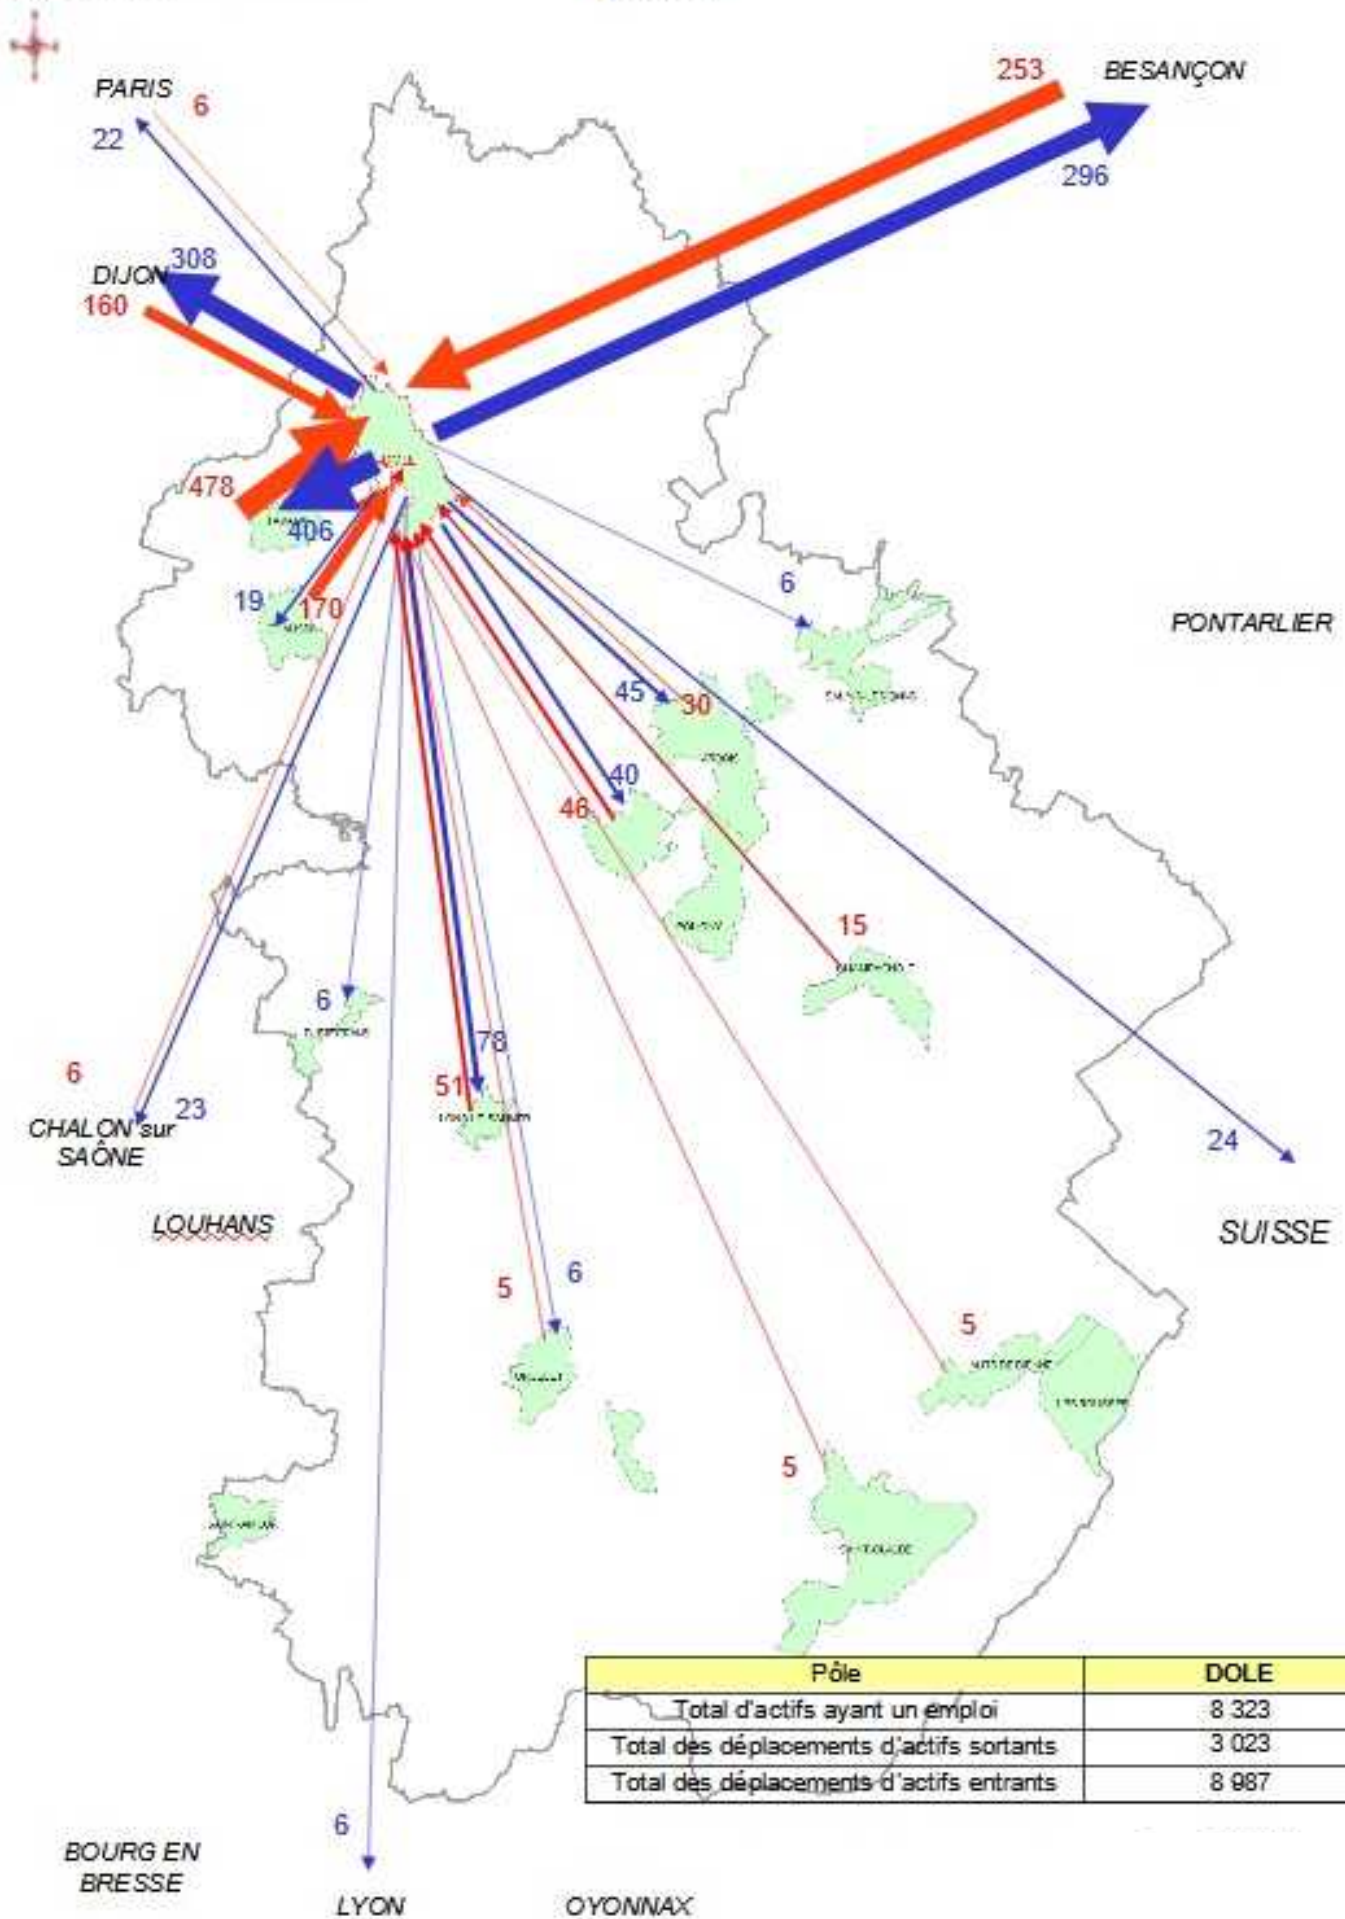 PARIS
6
22
253
BESANÇON
296
308
DIJON
160
478
406
19
170
6
PONTARLIER
45
30
40
46
15
6
78
51
6
23
CHALON sur
SAÔNE
24
LOUHANS
SUISSE
5
6
5
5
Pôle DOLE
Total d'actifs ayant un emploi 8 323
Total des déplacements d'actifs sortants 3 023
Total des déplacements d'actifs entrants 8 987
6
BOURG EN
BRESSE
LYON
OYONNAX